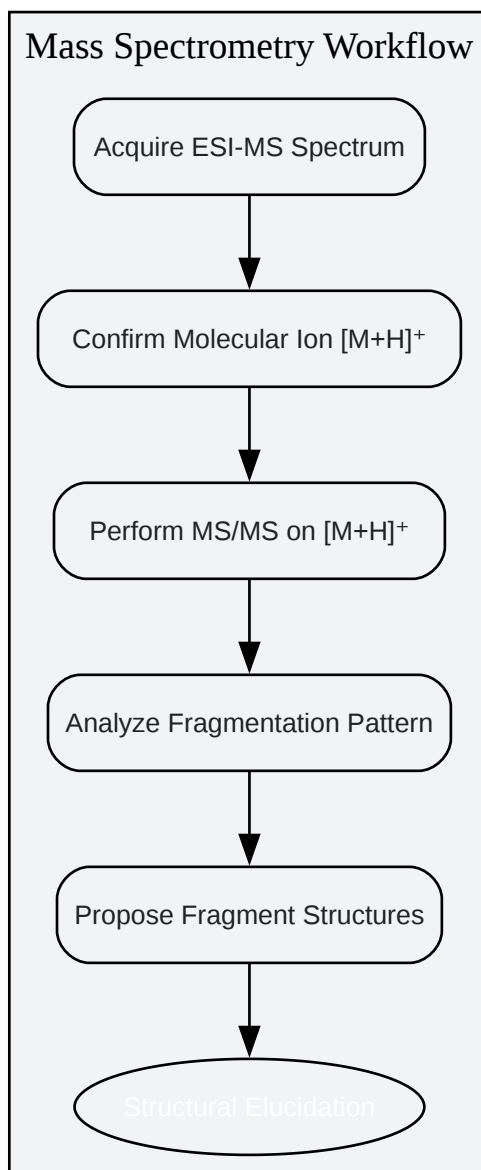 Mass Spectrometry Workflow
Acquire ESI-MS Spectrum
Confirm Molecular Ion [M+H]⁺
Perform MS/MS on [M+H]⁺
Analyze Fragmentation Pattern
Propose Fragment Structures
Structural Elucidation